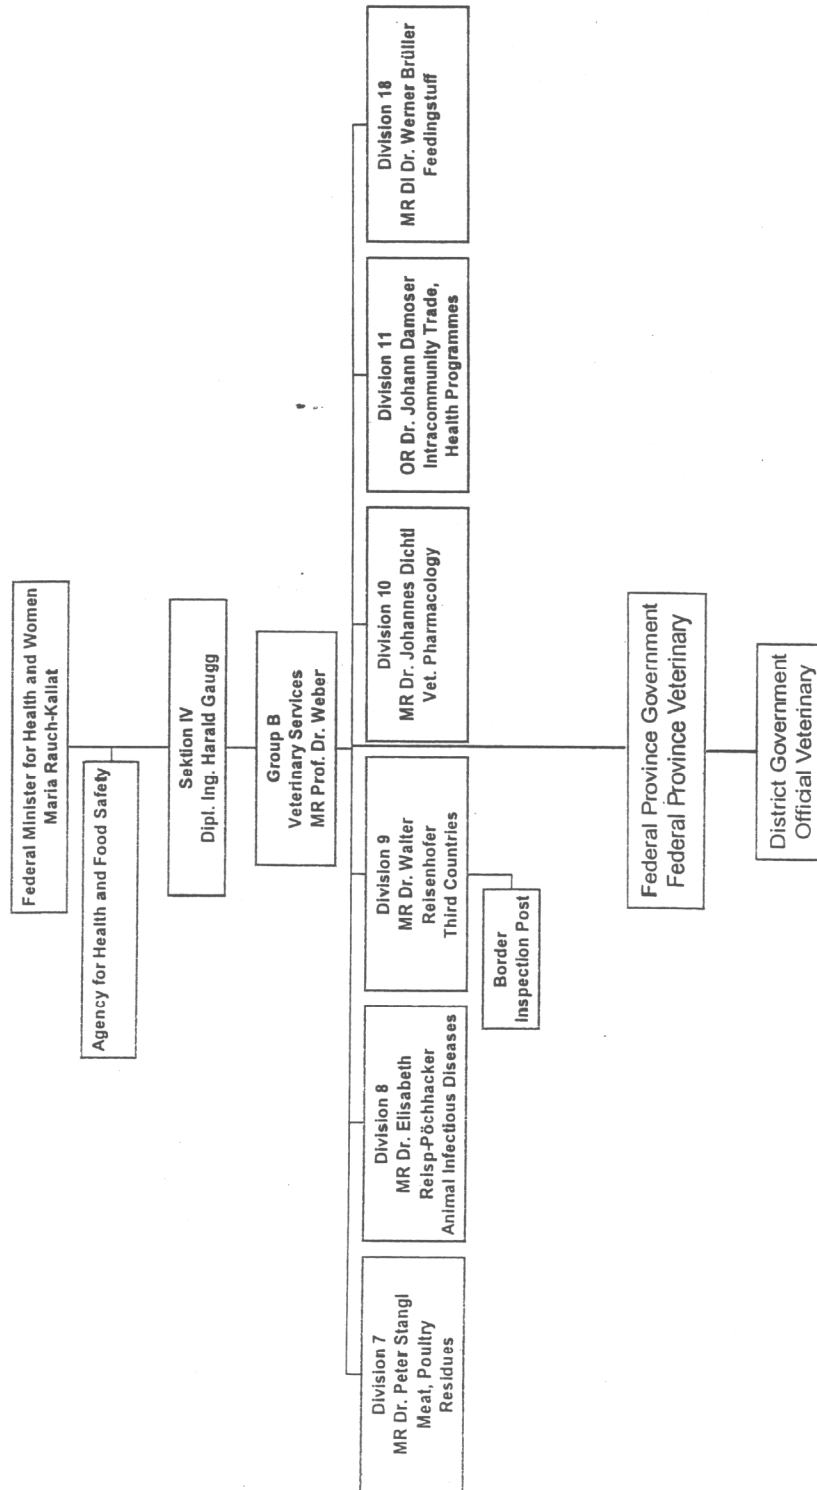 Federal Minister for Health and Women
Maria Rauch-Kallat
Agency for Health and Food Safety
Sektion IV
Dipl. Ing. Harald Gaugg
Group B
Veterinary Services
MR Prof. Dr. Weber
Division 7
MR Dr. Peter Stangl
Meat, Poultry
Residues
Division 8
MR Dr. Elisabeth
Reisp-Pöchhacker
Animal Infectious Diseases
Division 9
MR Dr. Walter
Reisenhofer
Third Countries
Division 10
MR Dr. Johannes Dichtl
Vet. Pharmacology
Division 11
OR Dr. Johann Damoser
Intracommunity Trade,
Health Programmes
Division 18
MR DI Dr. Werner Brüller
Feedingstuff
Border
Inspection Post
Federal Province Government
Federal Province Veterinary
District Government
Official Veterinary